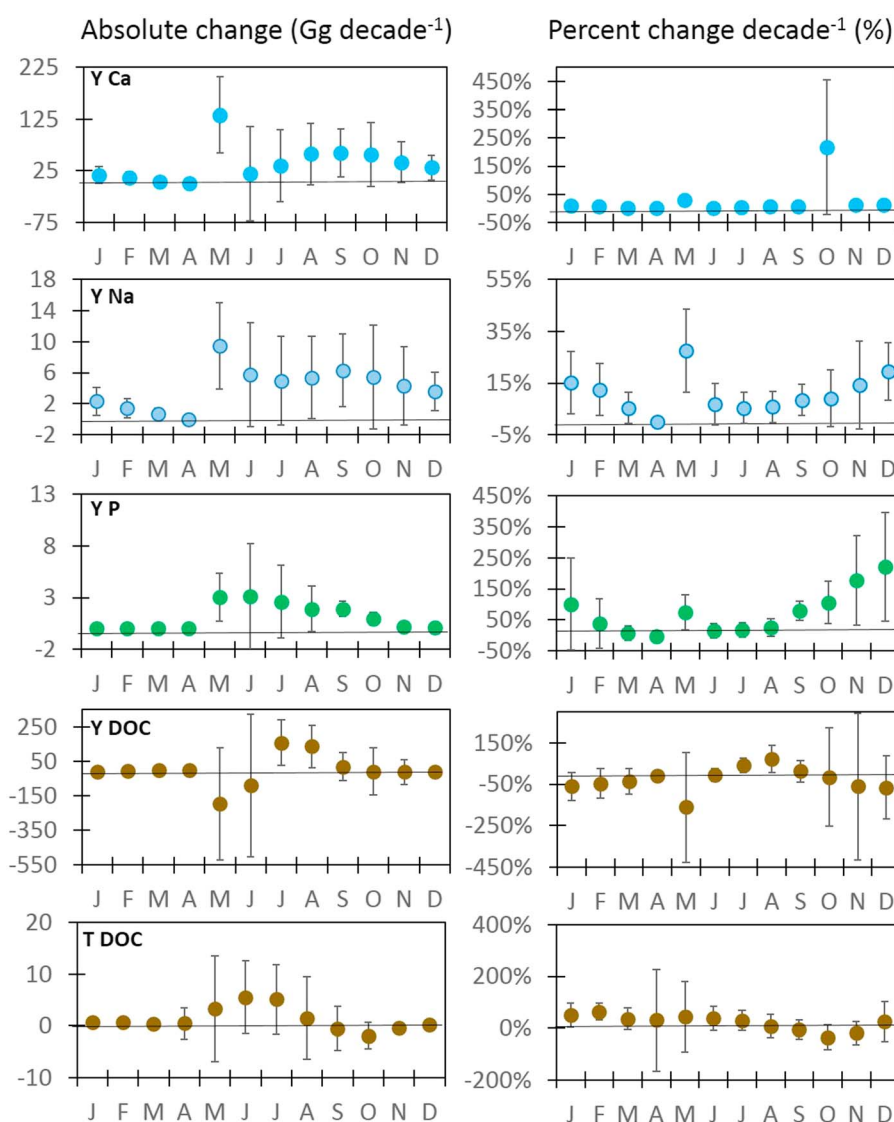 Absolute change (Gg decade⁻¹) Percent change decade⁻¹ (%)
Y Ca
225
125
25
-75
J F M A M J J A S O N D
450%
350%
250%
150%
50%
-50%
J F M A M J J A S O N D
Y Na
18
14
10
6
2
-2
J F M A M J J A S O N D
55%
35%
15%
-5%
J F M A M J J A S O N D
Y P
13
8
3
-2
J F M A M J J A S O N D
450%
350%
250%
150%
50%
-50%
J F M A M J J A S O N D
Y DOC
250
50
-150
-350
-550
J F M A M J J A S O N D
150%
-50%
-250%
-450%
J F M A M J J A S O N D
T DOC
20
10
0
-10
J F M A M J J A S O N D
400%
200%
0%
-200%
J F M A M J J A S O N D